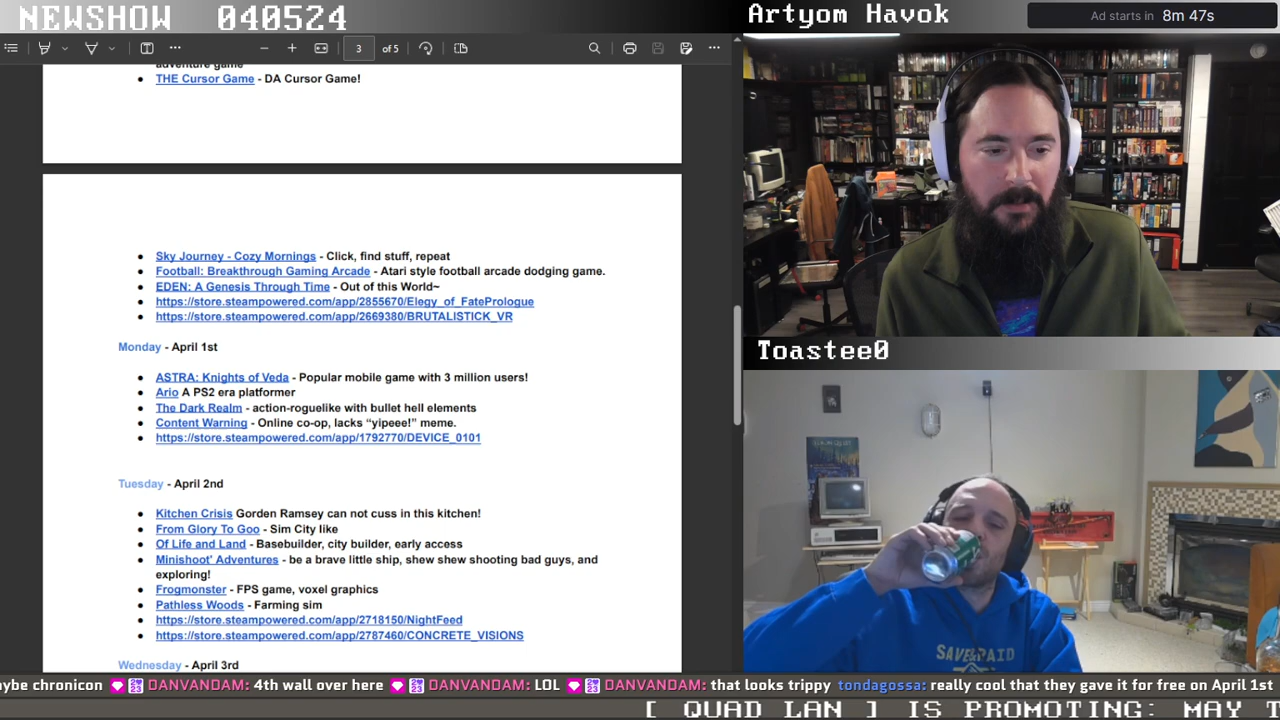 NEWSHOW 040524
Artyom Havok
Ad starts in 8m 47s
3 of 5
adventure game
THE Cursor Game - DA Cursor Game!
Sky Journey - Cozy Mornings - Click, find stuff, repeat
Football: Breakthrough Gaming Arcade - Atari style football arcade dodging game.
EDEN: A Genesis Through Time - Out of this World~
https://store.steampowered.com/app/2855670/Elegy_of_FatePrologue
https://store.steampowered.com/app/2669380/BRUTALISTICK_VR
Monday - April 1st
ASTRA: Knights of Veda - Popular mobile game with 3 million users!
Ario A PS2 era platformer
The Dark Realm - action-roguelike with bullet hell elements
Content Warning - Online co-op, lacks “yipeee!” meme.
https://store.steampowered.com/app/1792770/DEVICE_0101
Tuesday - April 2nd
Kitchen Crisis Gorden Ramsey can not cuss in this kitchen!
From Glory To Goo - Sim City like
Of Life and Land - Basebuilder, city builder, early access
Minishoot' Adventures - be a brave little ship, shew shew shooting bad guys, and
exploring!
Frogmonster - FPS game, voxel graphics
Pathless Woods - Farming sim
https://store.steampowered.com/app/2718150/NightFeed
https://store.steampowered.com/app/2787460/CONCRETE_VISIONS
Wednesday - April 3rd
Toastee0
SAVE PAID
ybe chronicon DANVANDAM: 4th wall over here DANVANDAM: LOL DANVANDAM: that looks trippy tondagossa: really cool that they gave it for free on April 1st
[ QUAD LAN ] IS PROMOTING: MAY T